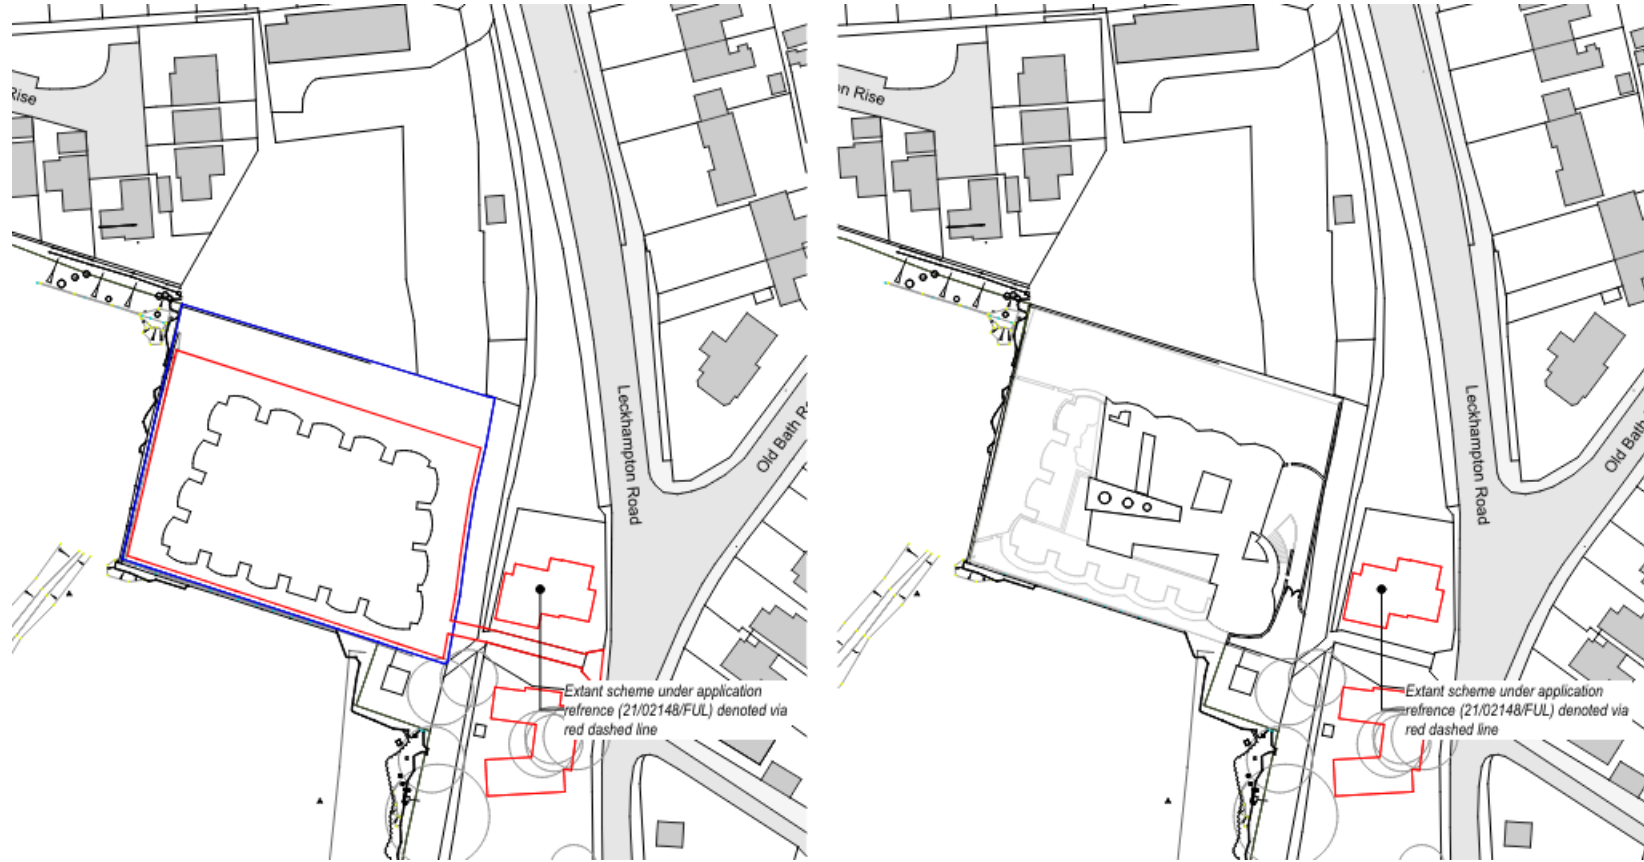 Rise
Leckhampton Road
Old Bath R
Extant scheme under application
refrence (21/02148/FUL) denoted via
red dashed line
n Rise
Leckhampton Road
Old Bath
Extant scheme under application
refrence (21/02148/FUL) denoted via
red dashed line